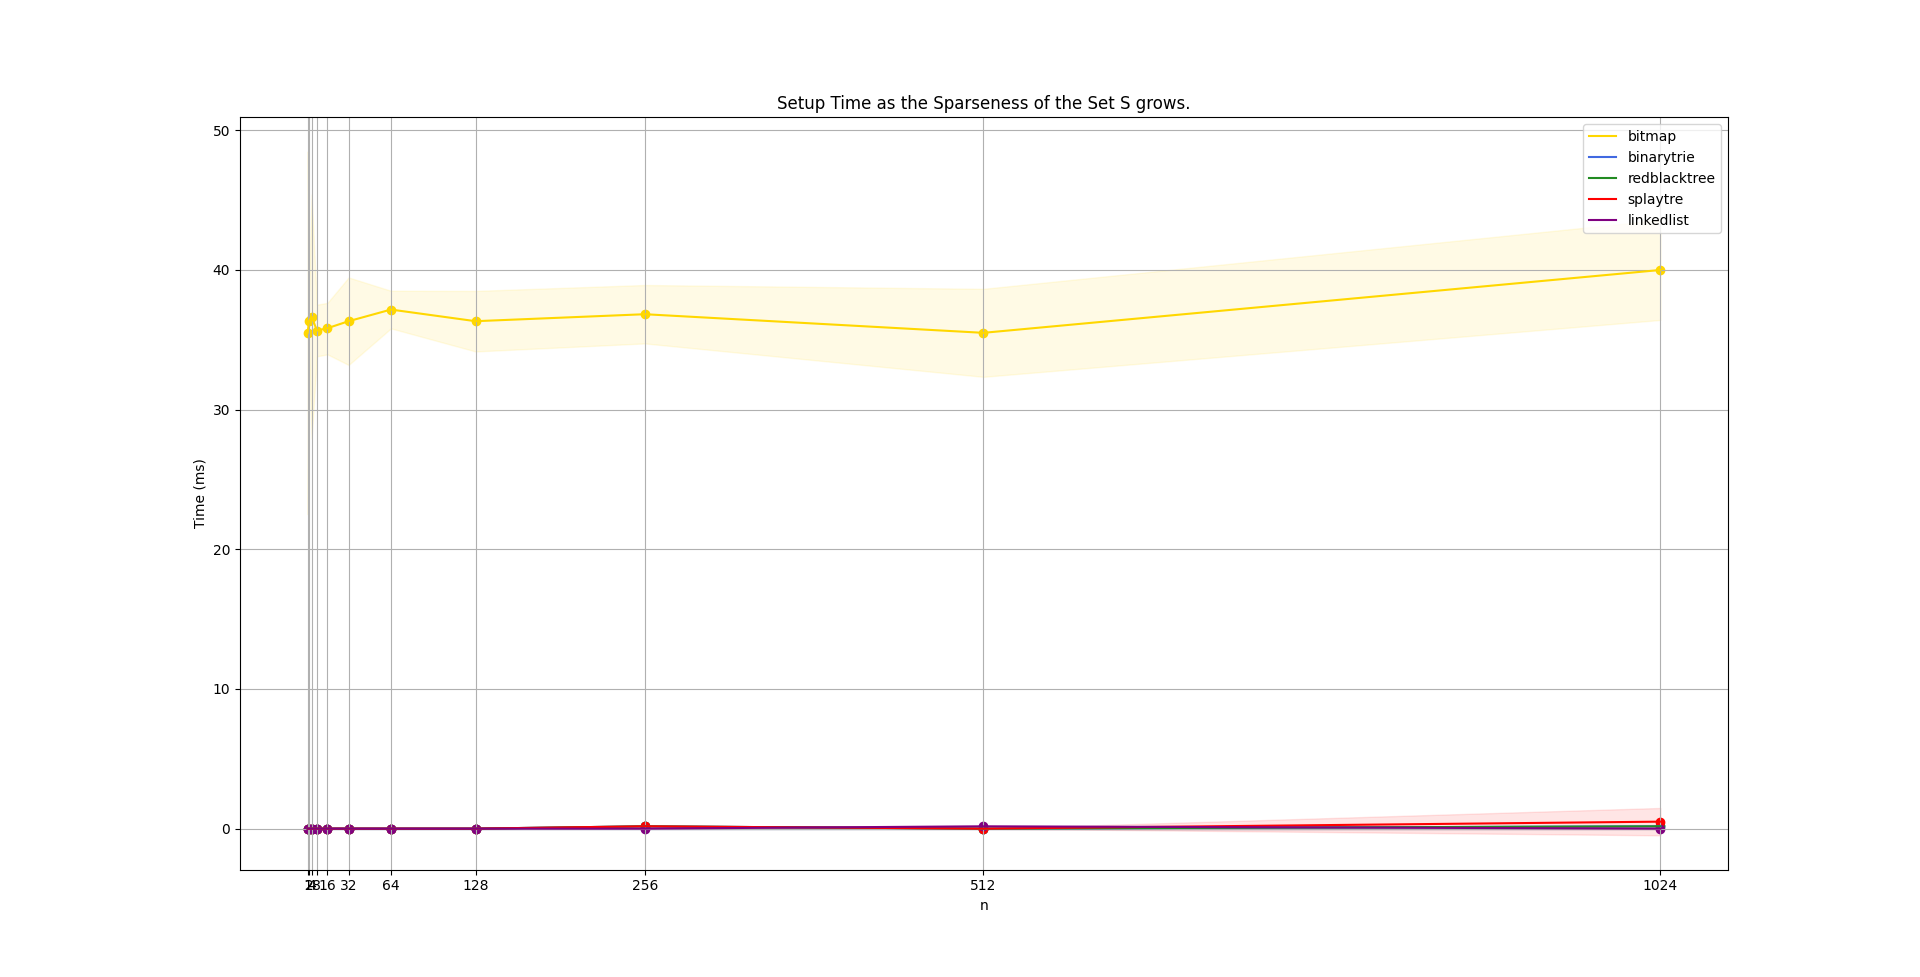 Setup Time as the Sparseness of the Set S grows.
50
40
30
20
10
0
Time (ms)
bitmap
binarytrie
redblacktree
splaytre
linkedlist
16 32 64 128 256 512 1024
n